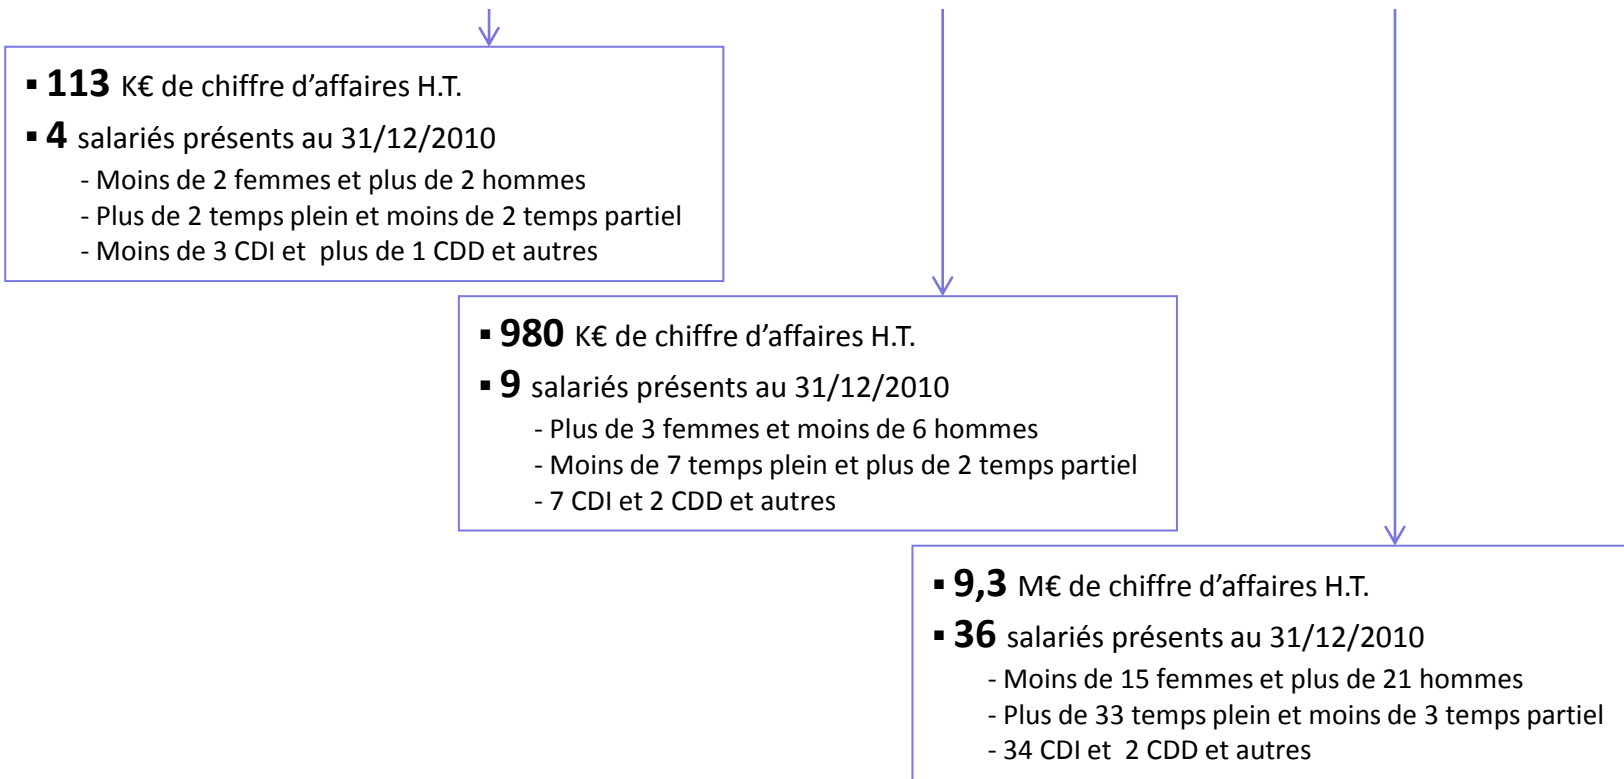 ▪ 113 K€ de chiffre d’affaires H.T.
▪ 4 salariés présents au 31/12/2010
- Moins de 2 femmes et plus de 2 hommes
- Plus de 2 temps plein et moins de 2 temps partiel
- Moins de 3 CDI et plus de 1 CDD et autres
▪ 980 K€ de chiffre d’affaires H.T.
▪ 9 salariés présents au 31/12/2010
- Plus de 3 femmes et moins de 6 hommes
- Moins de 7 temps plein et plus de 2 temps partiel
- 7 CDI et 2 CDD et autres
▪ 9,3 M€ de chiffre d’affaires H.T.
▪ 36 salariés présents au 31/12/2010
- Moins de 15 femmes et plus de 21 hommes
- Plus de 33 temps plein et moins de 3 temps partiel
- 34 CDI et 2 CDD et autres